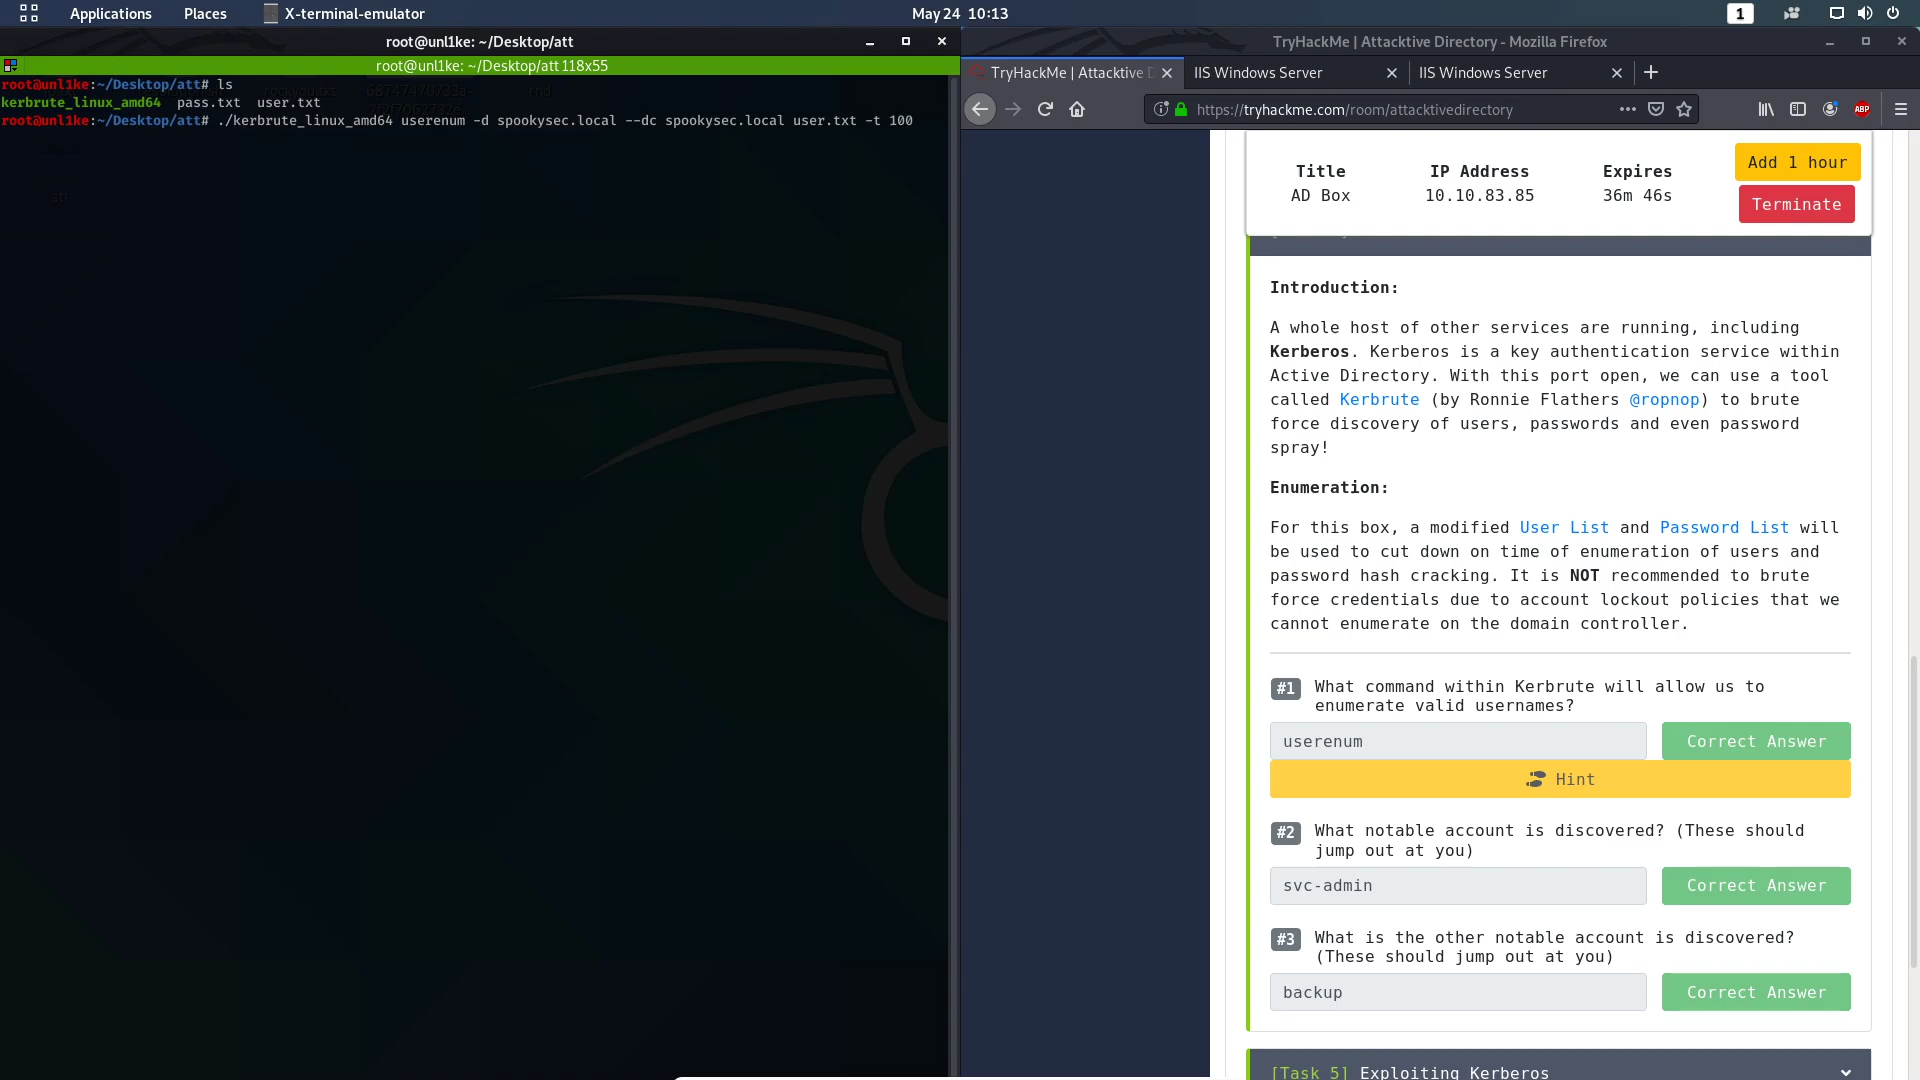 Applications Places X-terminal-emulator May 24 10:13 1
root@unl1ke: ~/Desktop/att
root@unl1ke: ~/Desktop/att 118x55
root@unl1ke:~/Desktop/att# ls
kerbrute_linux_amd64 pass.txt user.txt
root@unl1ke:~/Desktop/att# ./kerbrute_linux_amd64 userenum -d spookysec.local --dc spookysec.local user.txt -t 100
att
TryHackMe | Attacktive Directory - Mozilla Firefox
TryHackMe | Attacktive D IIS Windows Server IIS Windows Server
https://tryhackme.com/room/attacktivedirectory
ABP
Title IP Address Expires
AD Box 10.10.83.85 36m 46s
Add 1 hour
Terminate
Introduction:
A whole host of other services are running, including
Kerberos. Kerberos is a key authentication service within
Active Directory. With this port open, we can use a tool
called Kerbrute (by Ronnie Flathers @ropnop) to brute
force discovery of users, passwords and even password
spray!
Enumeration:
For this box, a modified User List and Password List will
be used to cut down on time of enumeration of users and
password hash cracking. It is NOT recommended to brute
force credentials due to account lockout policies that we
cannot enumerate on the domain controller.
#1 What command within Kerbrute will allow us to
enumerate valid usernames?
userenum Correct Answer
Hint
#2 What notable account is discovered? (These should
jump out at you)
svc-admin Correct Answer
#3 What is the other notable account is discovered?
(These should jump out at you)
backup Correct Answer
[Task 5] Exploiting Kerberos